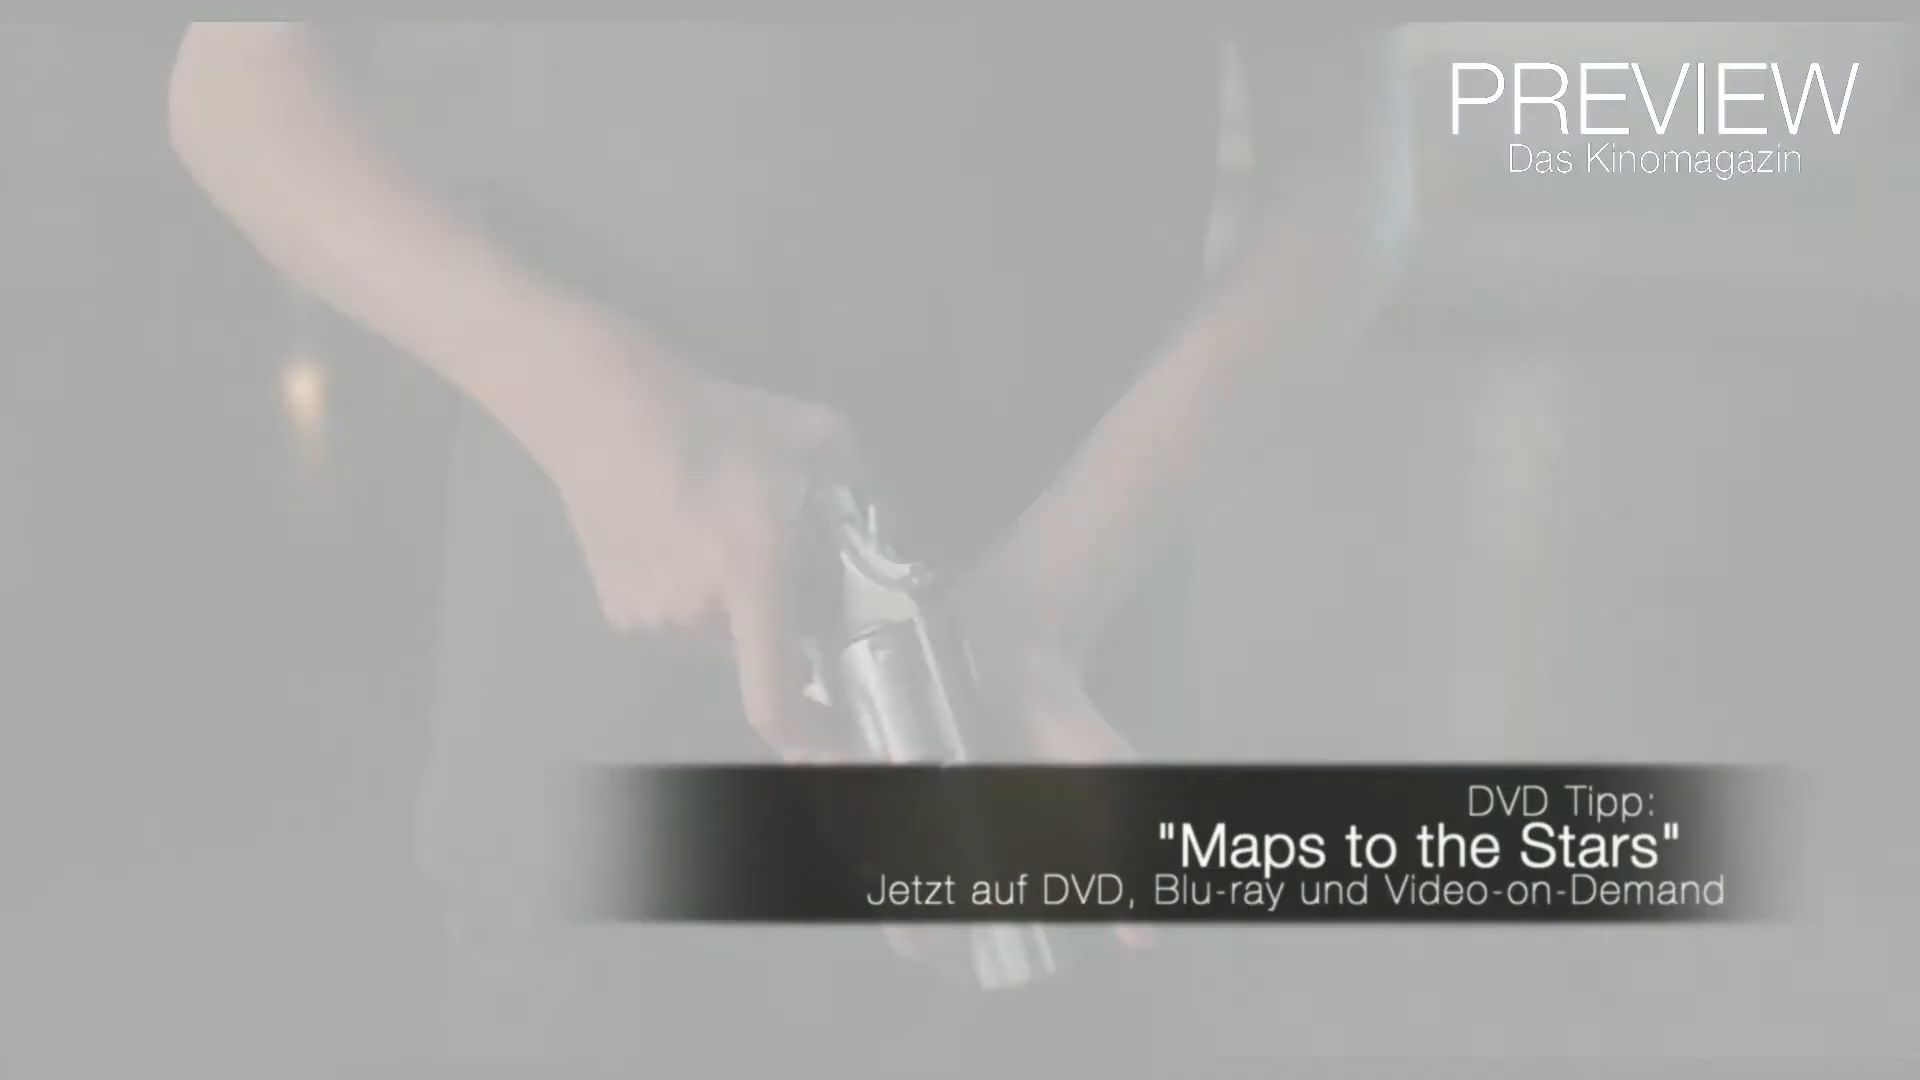 PREVIEW
Das Kinomagazin
DVD Tipp:
"Maps to the Stars"
Jetzt auf DVD, Blu-ray und Video-on-Demand